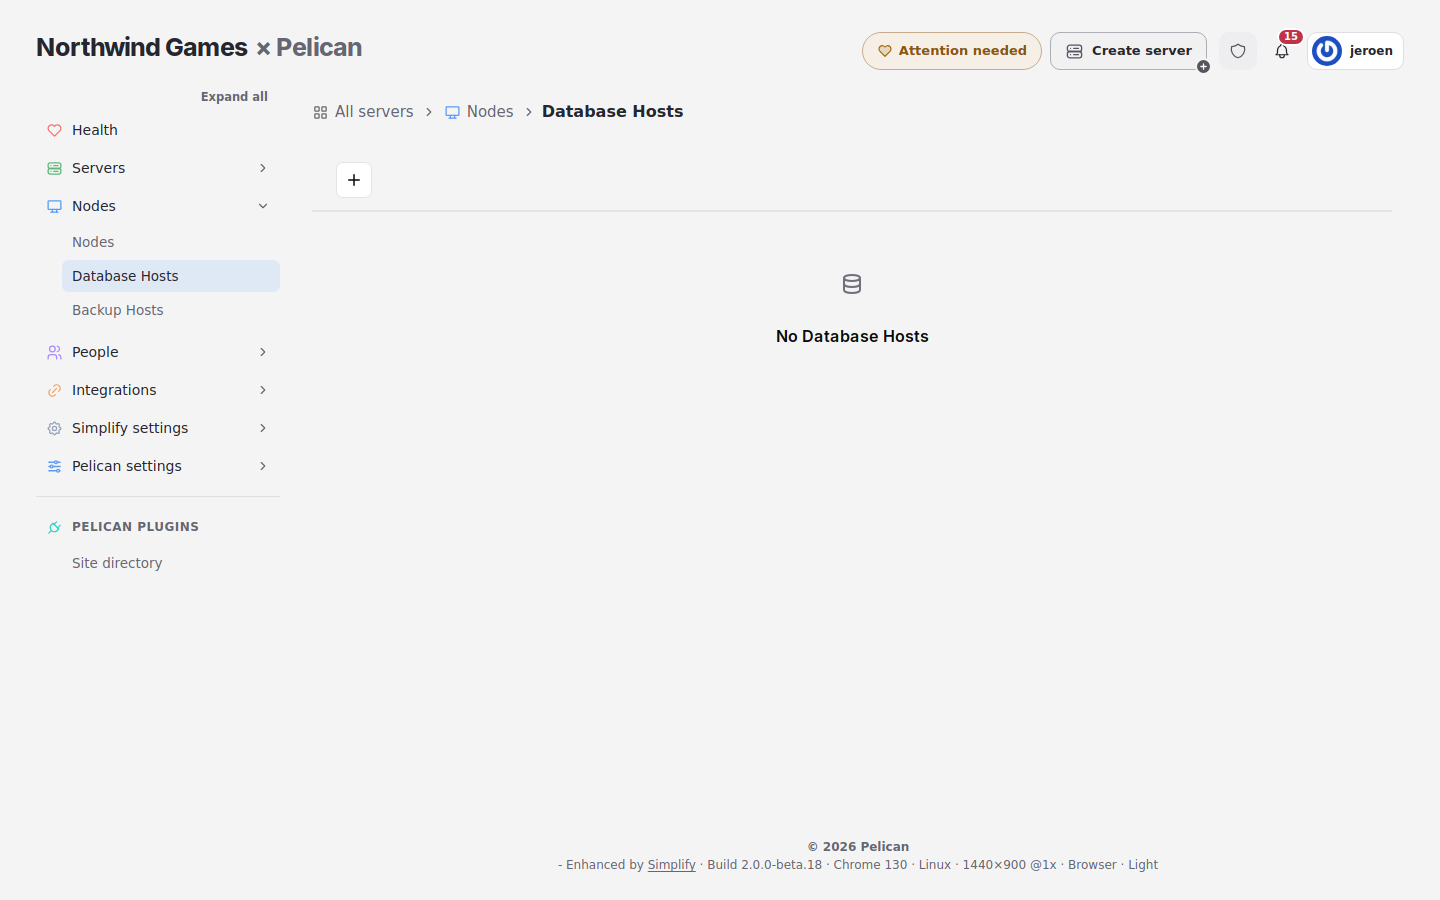 Northwind Games × Pelican
Attention needed
Create server
15
jeroen
Expand all
All servers > Nodes > Database Hosts
Health
Servers
Nodes
Nodes
Database Hosts
Backup Hosts
People
Integrations
Simplify settings
Pelican settings
PELICAN PLUGINS
Site directory
No Database Hosts
© 2026 Pelican
- Enhanced by Simplify · Build 2.0.0-beta.18 · Chrome 130 · Linux · 1440×900 @1x · Browser · Light